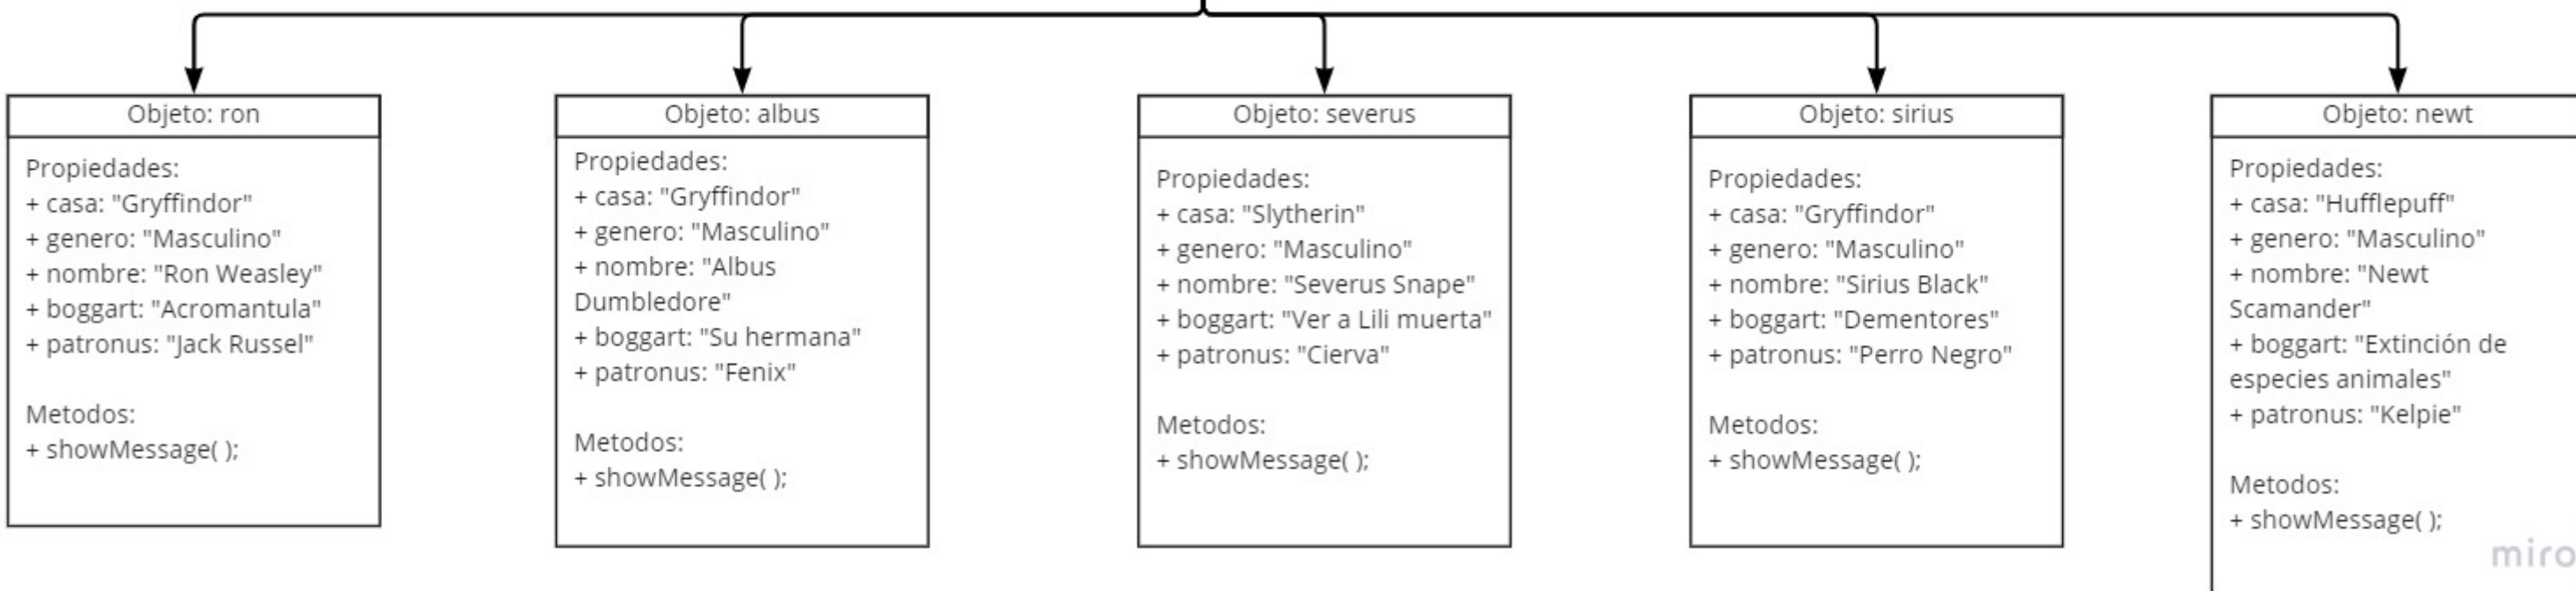 Objeto: ron
Propiedades:
+ casa: "Gryffindor"
+ genero: "Masculino"
+ nombre: "Ron Weasley"
+ boggart: "Acromantula"
+ patronus: "Jack Russel"
Metodos:
+ showMessage( );
Objeto: albus
Propiedades:
+ casa: "Gryffindor"
+ genero: "Masculino"
+ nombre: "Albus
Dumbledore"
+ boggart: "Su hermana"
+ patronus: "Fenix"
Metodos:
+ showMessage( );
Objeto: severus
Propiedades:
+ casa: "Slytherin"
+ genero: "Masculino"
+ nombre: "Severus Snape"
+ boggart: "Ver a Lili muerta"
+ patronus: "Cierva"
Metodos:
+ showMessage( );
Objeto: sirius
Propiedades:
+ casa: "Gryffindor"
+ genero: "Masculino"
+ nombre: "Sirius Black"
+ boggart: "Dementores"
+ patronus: "Perro Negro"
Metodos:
+ showMessage( );
Objeto: newt
Propiedades:
+ casa: "Hufflepuff"
+ genero: "Masculino"
+ nombre: "Newt
Scamander"
+ boggart: "Extinción de
especies animales"
+ patronus: "Kelpie"
Metodos:
+ showMessage( );
miro